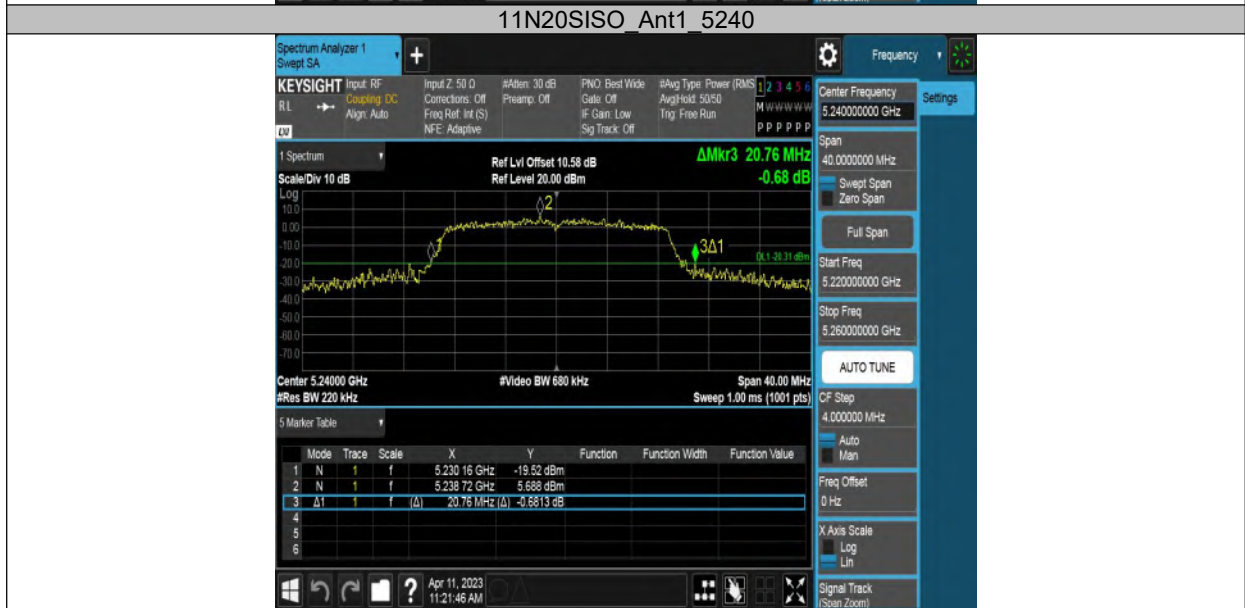 11N20SISO_Ant1_5240
Spectrum Analyzer 1
Swept SA
+
Frequency
KEYSIGHT
Input: RF
Coupling: DC
Align: Auto
RL
Input Z: 50 Ω
Corrections: Off
Freq Ref: Int (S)
NFE: Adaptive
#Atten: 30 dB
Preamp: Off
PNO: Best Wide
Gate: Off
IF Gain: Low
Sig Track: Off
#Avg Type: Power (RMS
Avg|Hold: 50/50
Trig: Free Run
1 2 3 4 5 6
M W W W W W
P P P P P P
Center Frequency
5.240000000 GHz
Settings
1 Spectrum
Scale/Div 10 dB
Ref Lvl Offset 10.58 dB
Ref Level 20.00 dBm
ΔMkr3 20.76 MHz
-0.68 dB
Span
40.0000000 MHz
Swept Span
Zero Span
Full Span
Start Freq
5.220000000 GHz
Stop Freq
5.260000000 GHz
AUTO TUNE
CF Step
4.000000 MHz
Auto
Man
Freq Offset
0 Hz
X Axis Scale
Log
Lin
Signal Track
(Span Zoom)
Log
10.0
0.00
-10.0
-20.0
-30.0
-40.0
-50.0
-60.0
-70.0
2
1
3Δ1
DL1 -20.31 dBm
Center 5.24000 GHz
#Video BW 680 kHz
Span 40.00 MHz
#Res BW 220 kHz
Sweep 1.00 ms (1001 pts)
5 Marker Table
Mode Trace Scale X Y Function Function Width Function Value
1 N 1 f 5.230 16 GHz -19.52 dBm
2 N 1 f 5.238 72 GHz 5.688 dBm
3 Δ1 1 f (Δ) 20.76 MHz (Δ) -0.6813 dB
4
5
6
?
Apr 11, 2023
11:21:46 AM